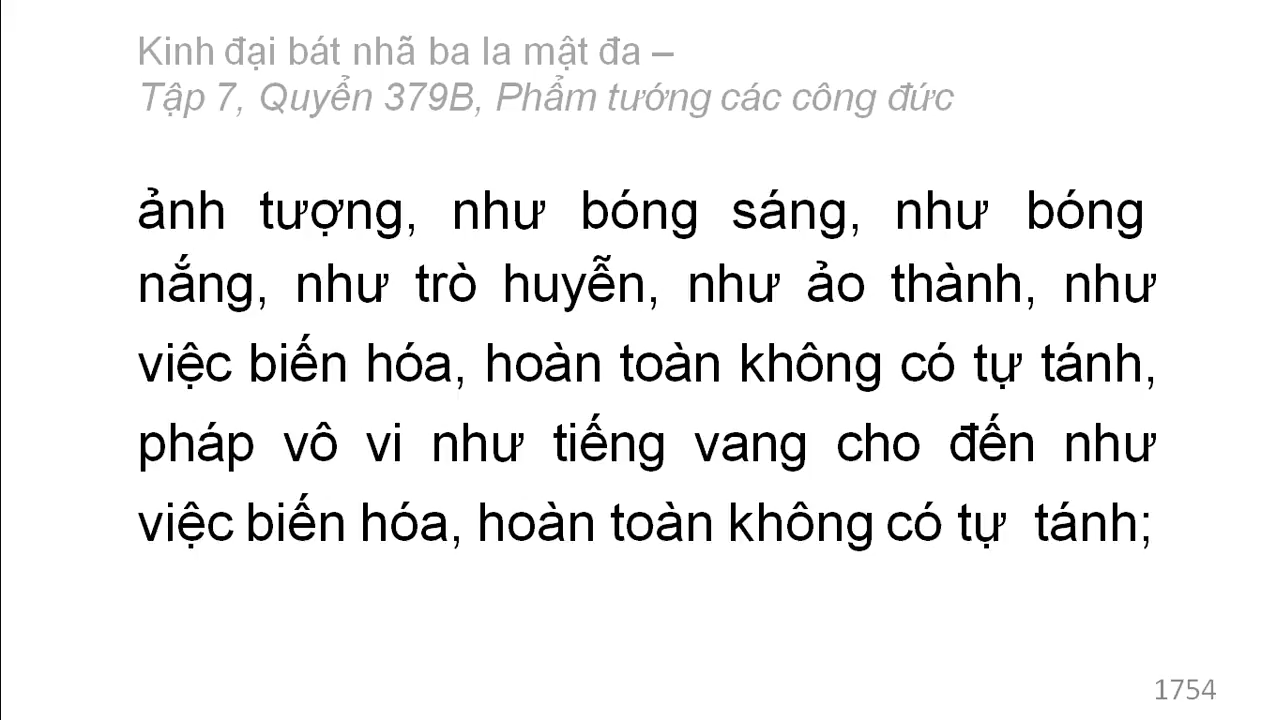 Kinh đại bát nhã ba la mật đa –
Tập 7, Quyển 379B, Phẩm tướng các công đức
ảnh tượng, như bóng sáng, như bóng
nắng, như trò huyễn, như ảo thành, như
việc biến hóa, hoàn toàn không có tự tánh,
pháp vô vi như tiếng vang cho đến như
việc biến hóa, hoàn toàn không có tự tánh;
1754